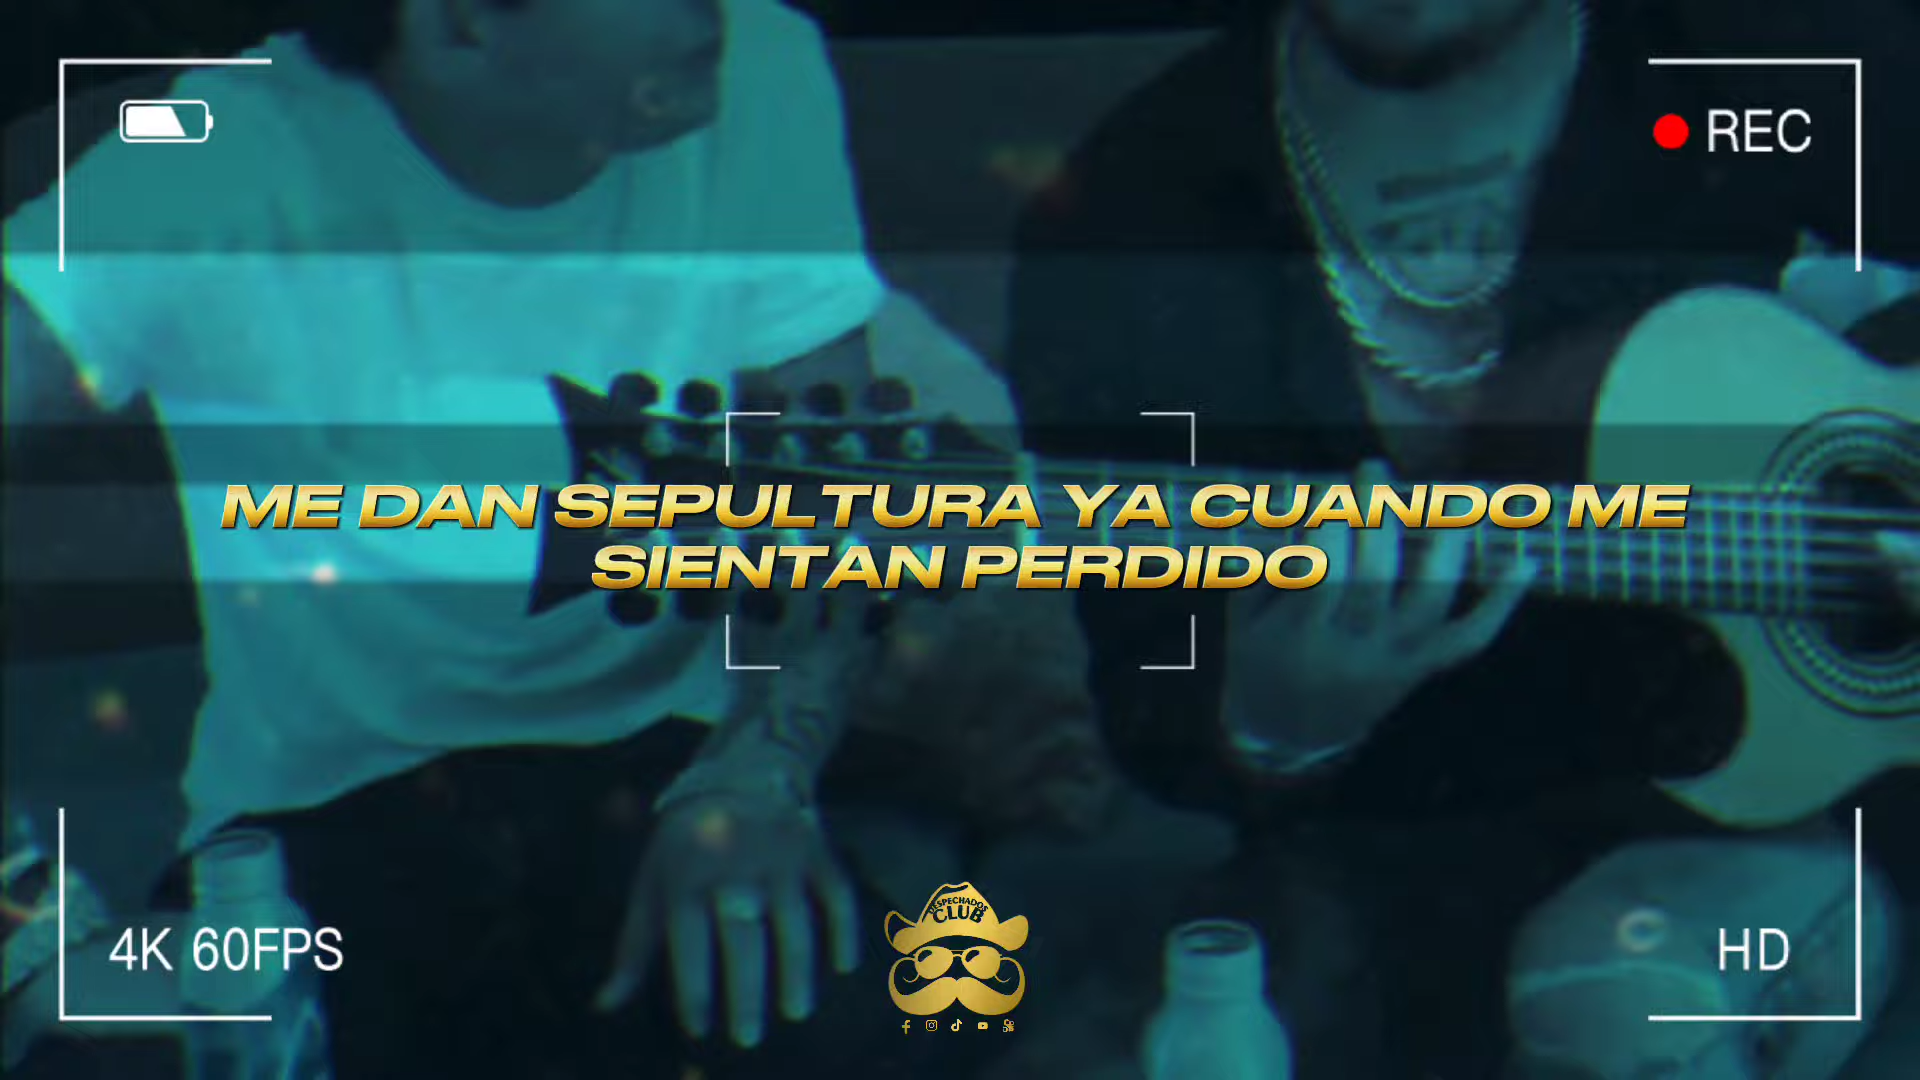 REC
ME DAN SEPULTURA YA CUANDO ME
SIENTAN PERDIDO
DESPECHADOS
CLUB
4K 60FPS
HD